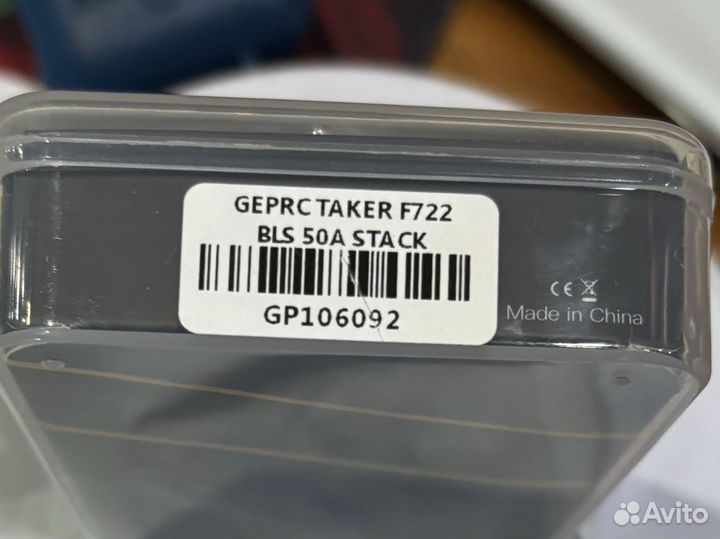 GEPRC TAKER F722
BLS 50A STACK
GP106092
CE
Made in China
Avito